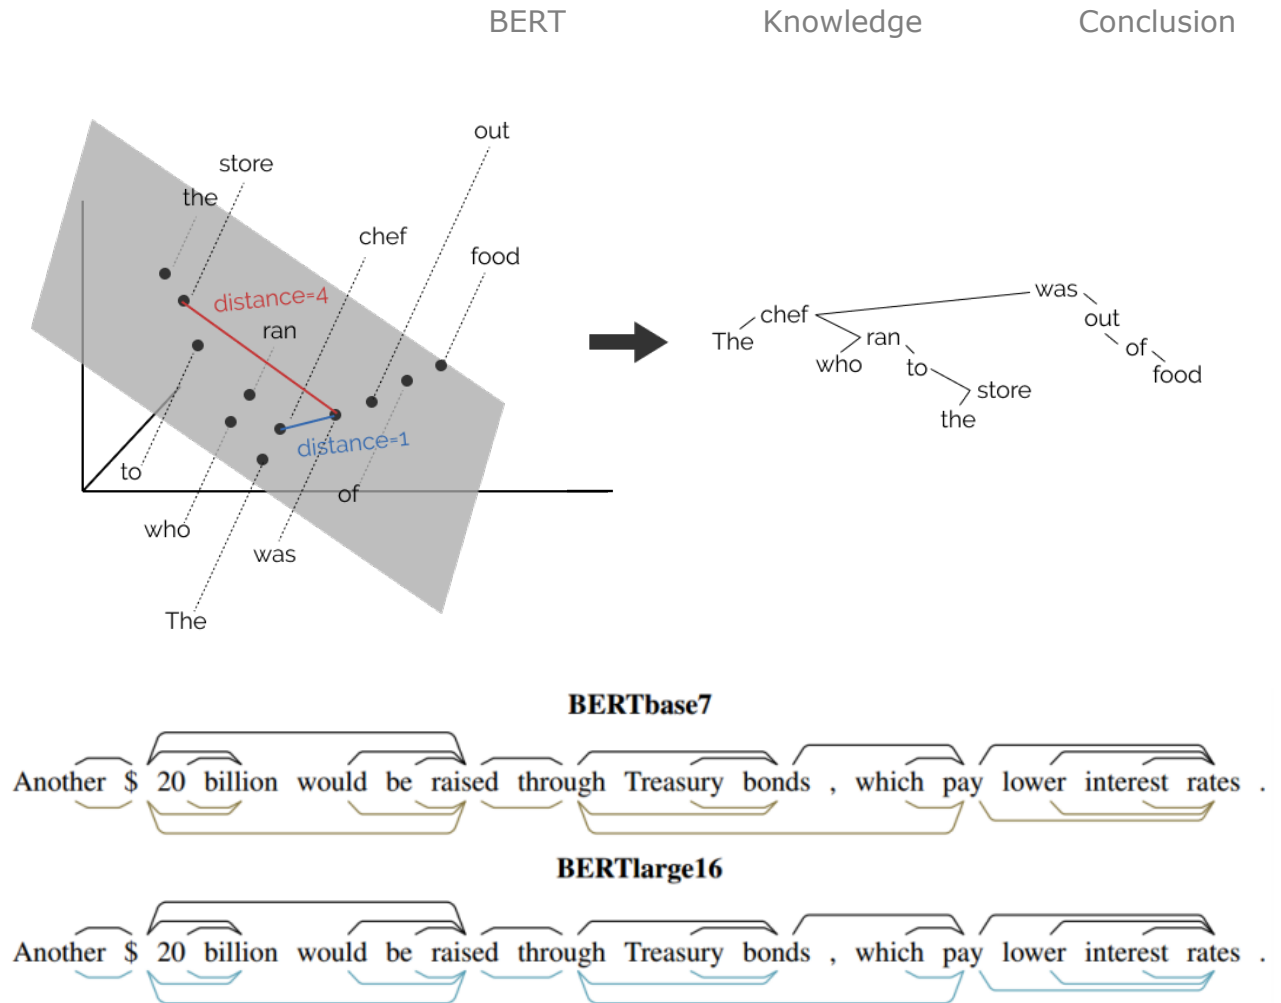 BERT Knowledge Conclusion
out
store
the
chef
food
distance=4
ran
distance=1
to
of
who
was
The
was
chef
out
The
ran
of
who
to
food
store
the
BERTbase7
Another $ 20 billion would be raised through Treasury bonds , which pay lower interest rates .
BERTlarge16
Another $ 20 billion would be raised through Treasury bonds , which pay lower interest rates .